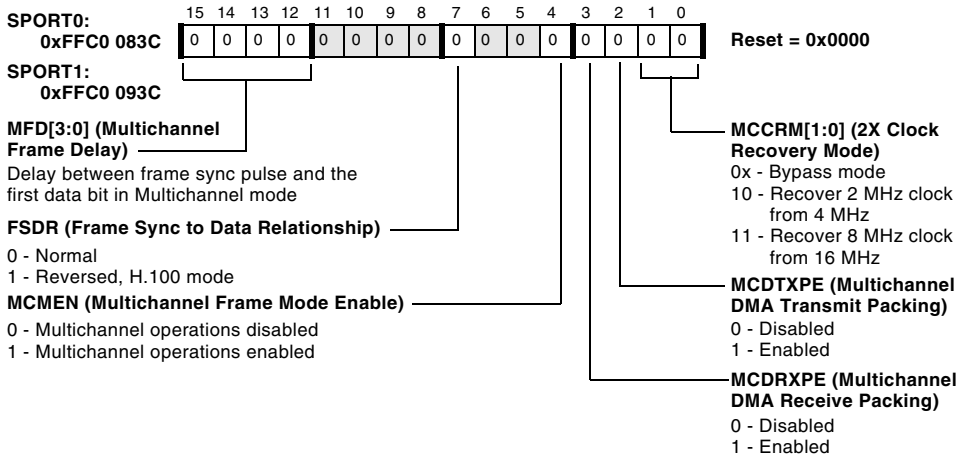 SPORT0:
0xFFC0 083C
15 14 13 12 11 10 9 8 7 6 5 4 3 2 1 0
0 0 0 0 0 0 0 0 0 0 0 0 0 0 0 0
Reset = 0x0000
SPORT1:
0xFFC0 093C
MFD[3:0] (Multichannel
Frame Delay)
Delay between frame sync pulse and the
first data bit in Multichannel mode
FSDR (Frame Sync to Data Relationship)
0 - Normal
1 - Reversed, H.100 mode
MCMEN (Multichannel Frame Mode Enable)
0 - Multichannel operations disabled
1 - Multichannel operations enabled
MCCRM[1:0] (2X Clock
Recovery Mode)
0x - Bypass mode
10 - Recover 2 MHz clock
from 4 MHz
11 - Recover 8 MHz clock
from 16 MHz
MCDTXPE (Multichannel
DMA Transmit Packing)
0 - Disabled
1 - Enabled
MCDRXPE (Multichannel
DMA Receive Packing)
0 - Disabled
1 - Enabled